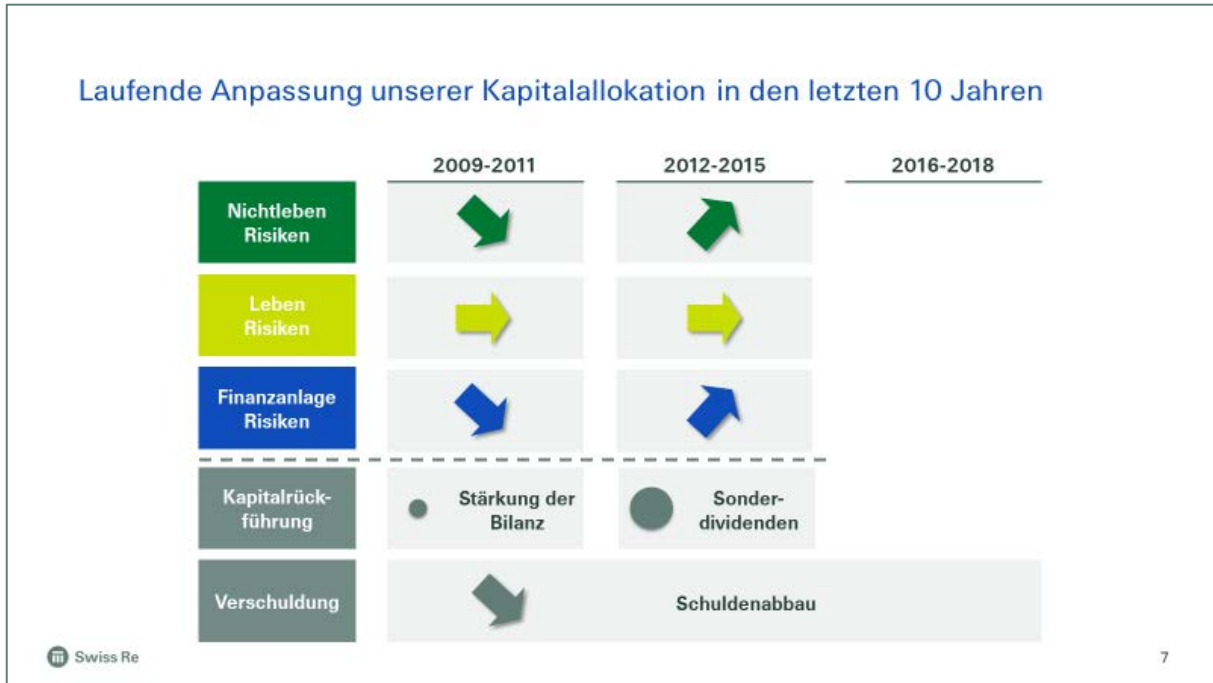 Laufende Anpassung unserer Kapitalallokation in den letzten 10 Jahren
2009-2011
2012-2015
2016-2018
Nichtleben
Risiken
Leben
Risiken
Finanzanlage
Risiken
Kapitalrück-
führung
Stärkung der
Bilanz
Sonder-
dividenden
Verschuldung
Schuldenabbau
Swiss Re
7